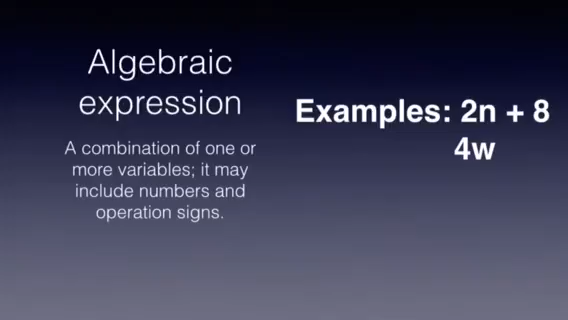 Algebraic
expression
A combination of one or
more variables; it may
include numbers and
operation signs.
Examples: 2n + 8
4w